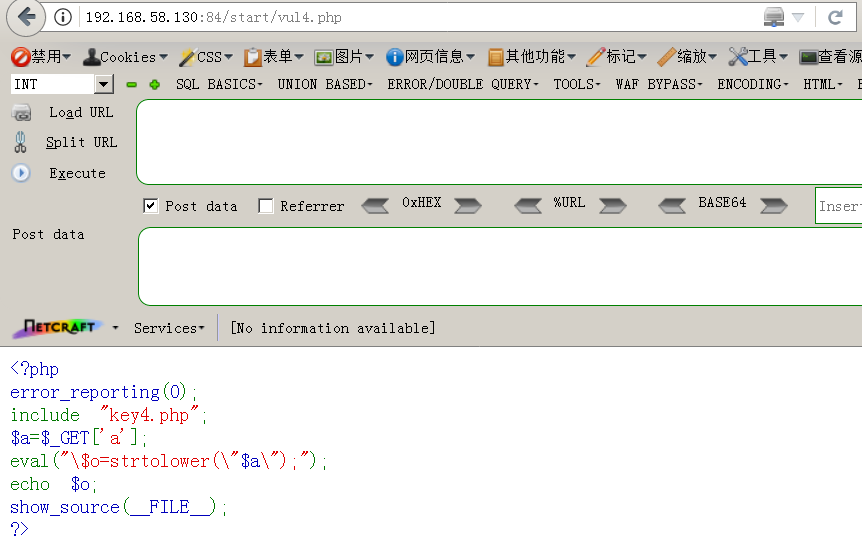 192.168.58.130:84/start/vul4.php
禁用 Cookies CSS 表单 图片 网页信息 其他功能 标记 缩放 工具 查看源
INT SQL BASICS UNION BASED ERROR/DOUBLE QUERY TOOLS WAF BYPASS ENCODING HTML
Load URL
Split URL
Execute
Post data Referrer 0xHEX %URL BASE64 Inser
Post data
NETCRAFT Services [No information available]
<?php
error_reporting(0);
include "key4.php";
$a=$_GET['a'];
eval("\$o=strtolower(\"$a\");");
echo $o;
show_source(__FILE__);
?>